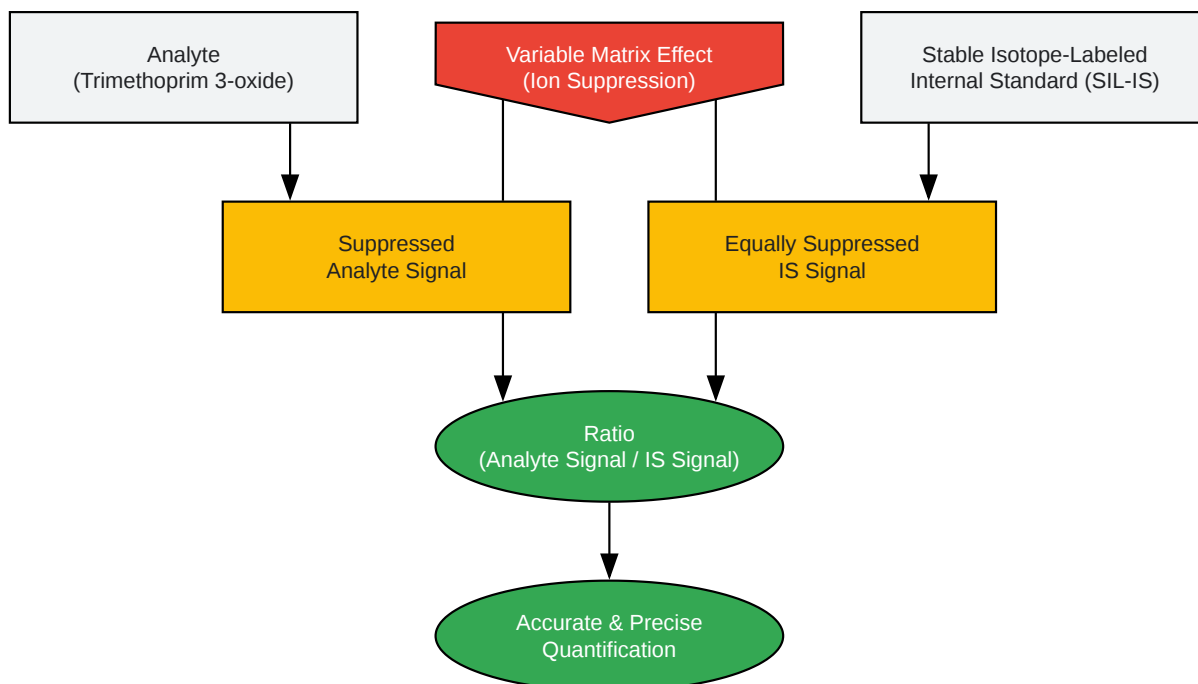 Analyte
(Trimethoprim 3-oxide)
Variable Matrix Effect
(Ion Suppression)
Stable Isotope-Labeled
Internal Standard (SIL-IS)
Suppressed
Analyte Signal
Equally Suppressed
IS Signal
Ratio
(Analyte Signal / IS Signal)
Accurate & Precise
Quantification